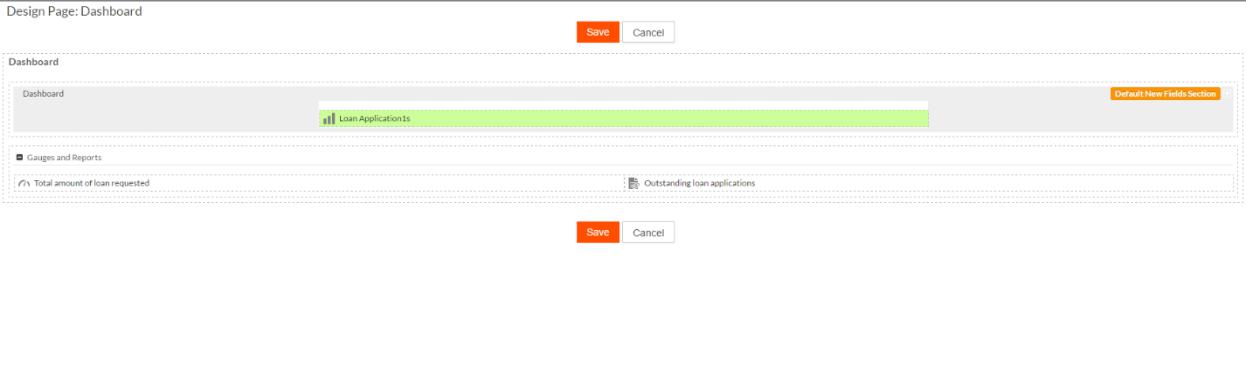 Design Page: Dashboard
Save Cancel
Dashboard
Dashboard Default New Fields Section
Loan Application1s
Gauges and Reports
Total amount of loan requested Outstanding loan applications
Save Cancel